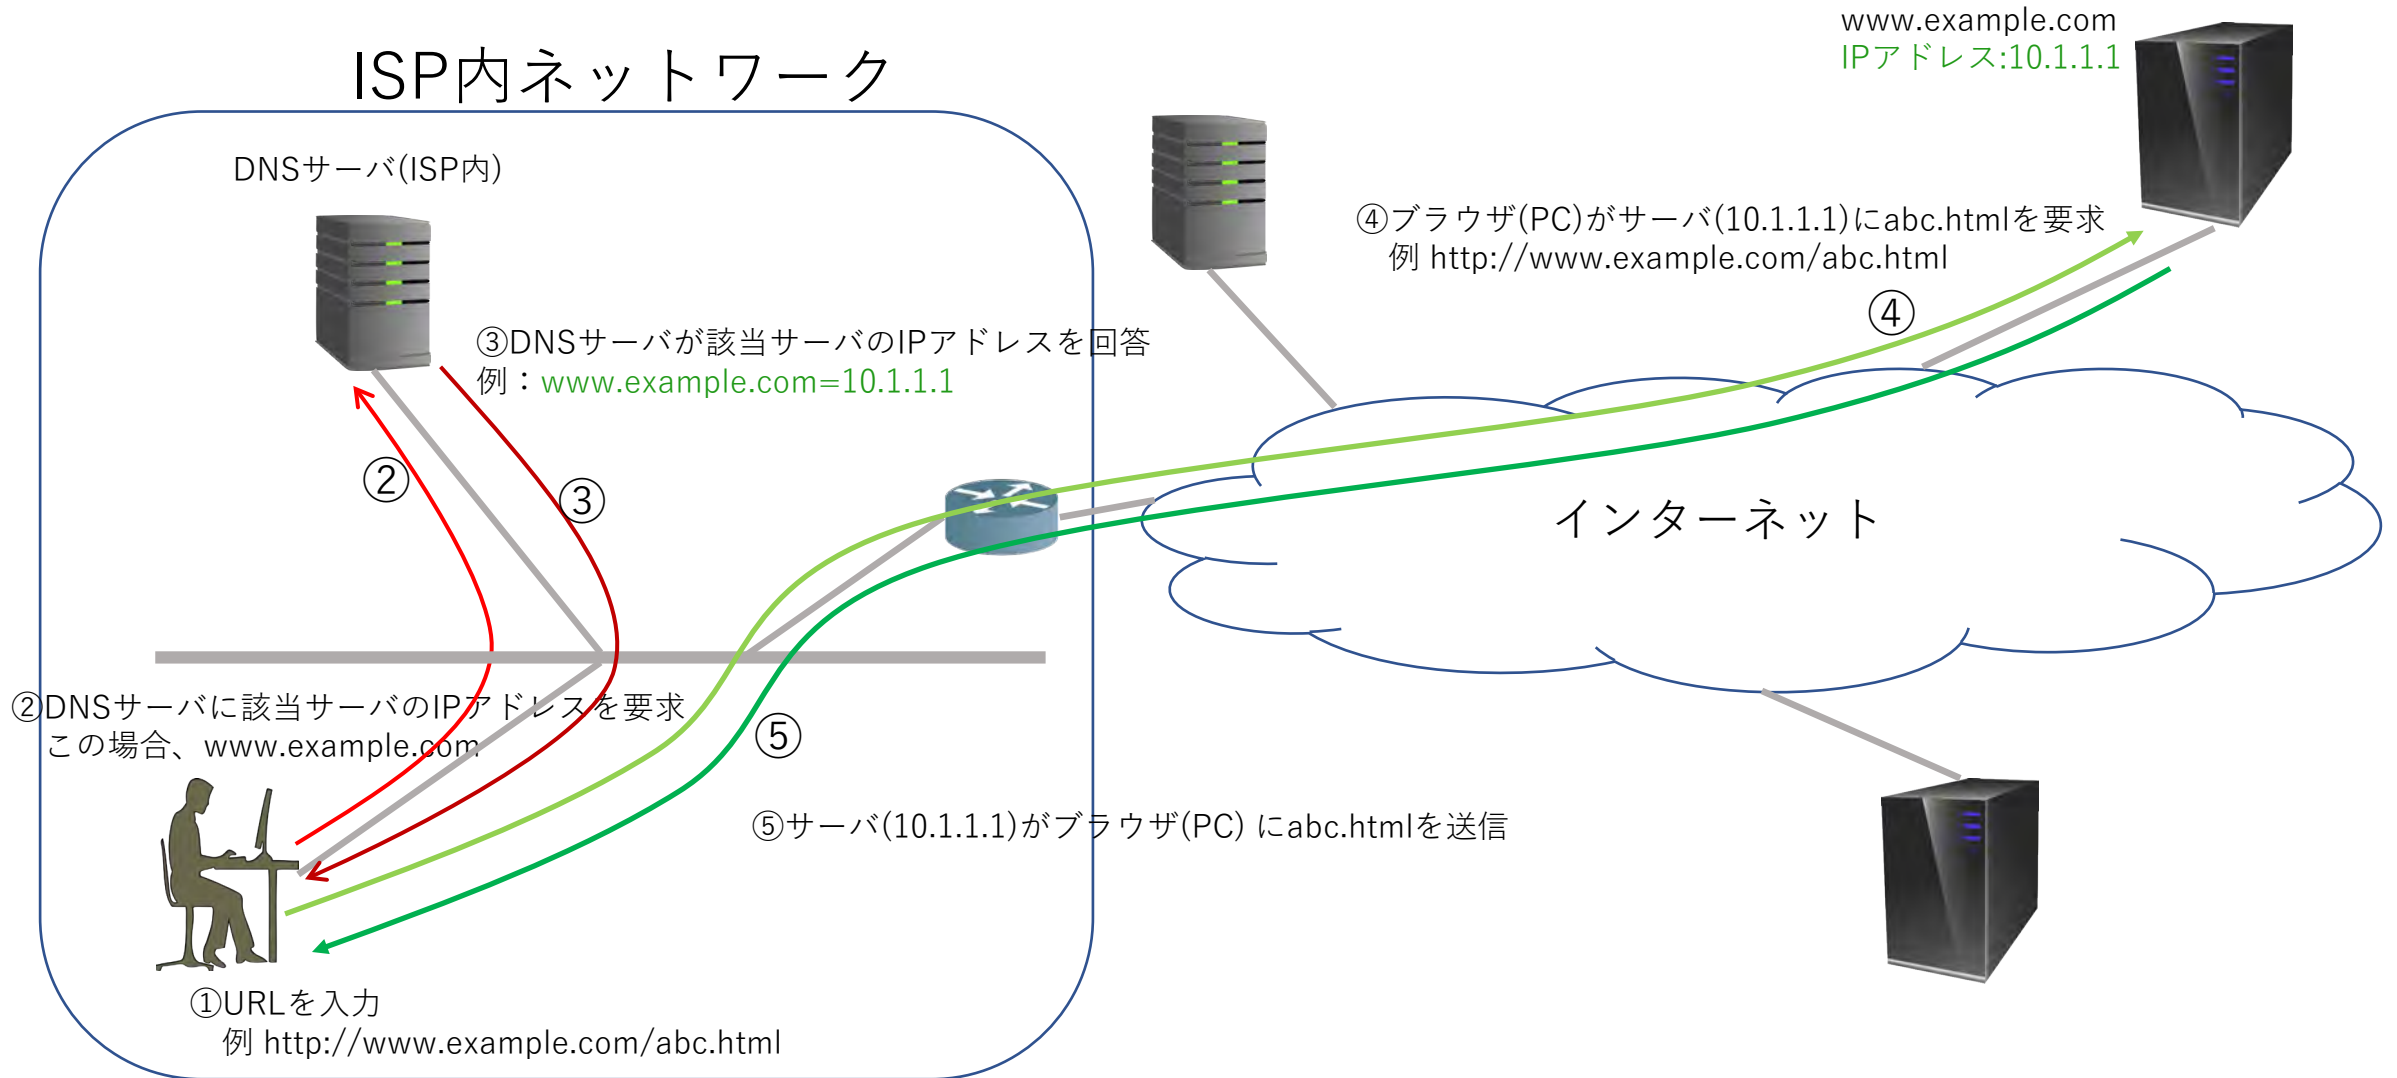 www.example.com
IPアドレス:10.1.1.1
ISP内ネットワーク
DNSサーバ(ISP内)
④ブラウザ(PC)がサーバ(10.1.1.1)にabc.htmlを要求
例 http://www.example.com/abc.html
④
③DNSサーバが該当サーバのIPアドレスを回答
例：www.example.com=10.1.1.1
②
③
インターネット
②DNSサーバに該当サーバのIPアドレスを要求
この場合、www.example.com
⑤
⑤サーバ(10.1.1.1)がブラウザ(PC) にabc.htmlを送信
①URLを入力
例 http://www.example.com/abc.html